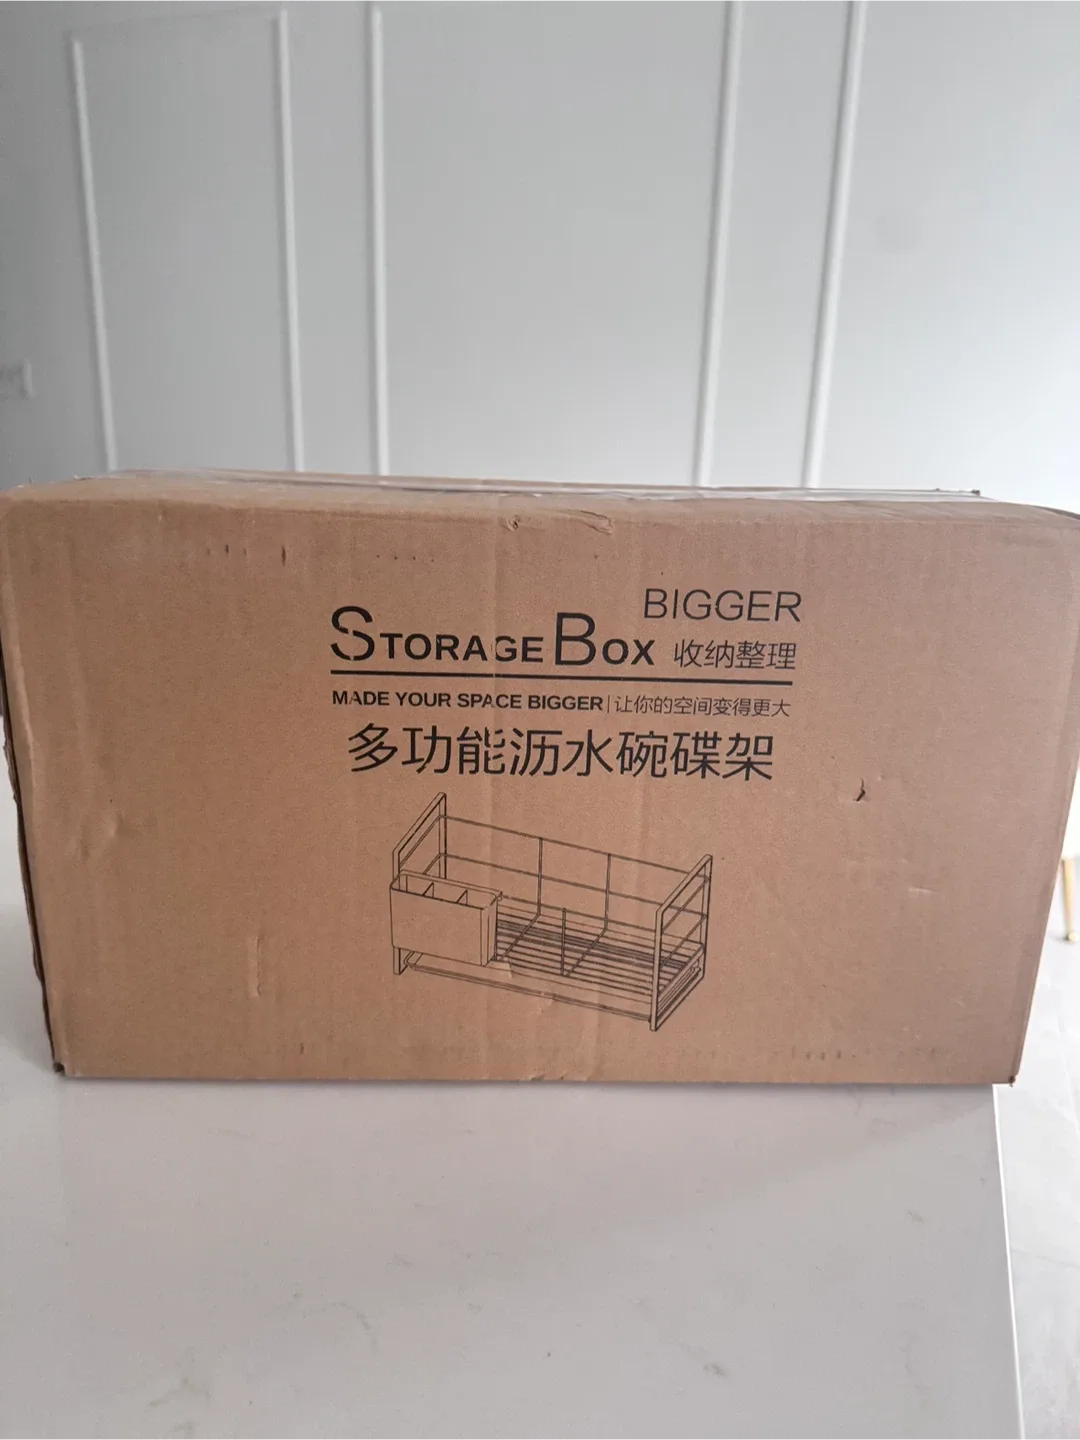 BIGGER
STORAGE BOX 收纳整理
MADE YOUR SPACE BIGGER|让你的空间变得更大
多功能沥水碗碟架